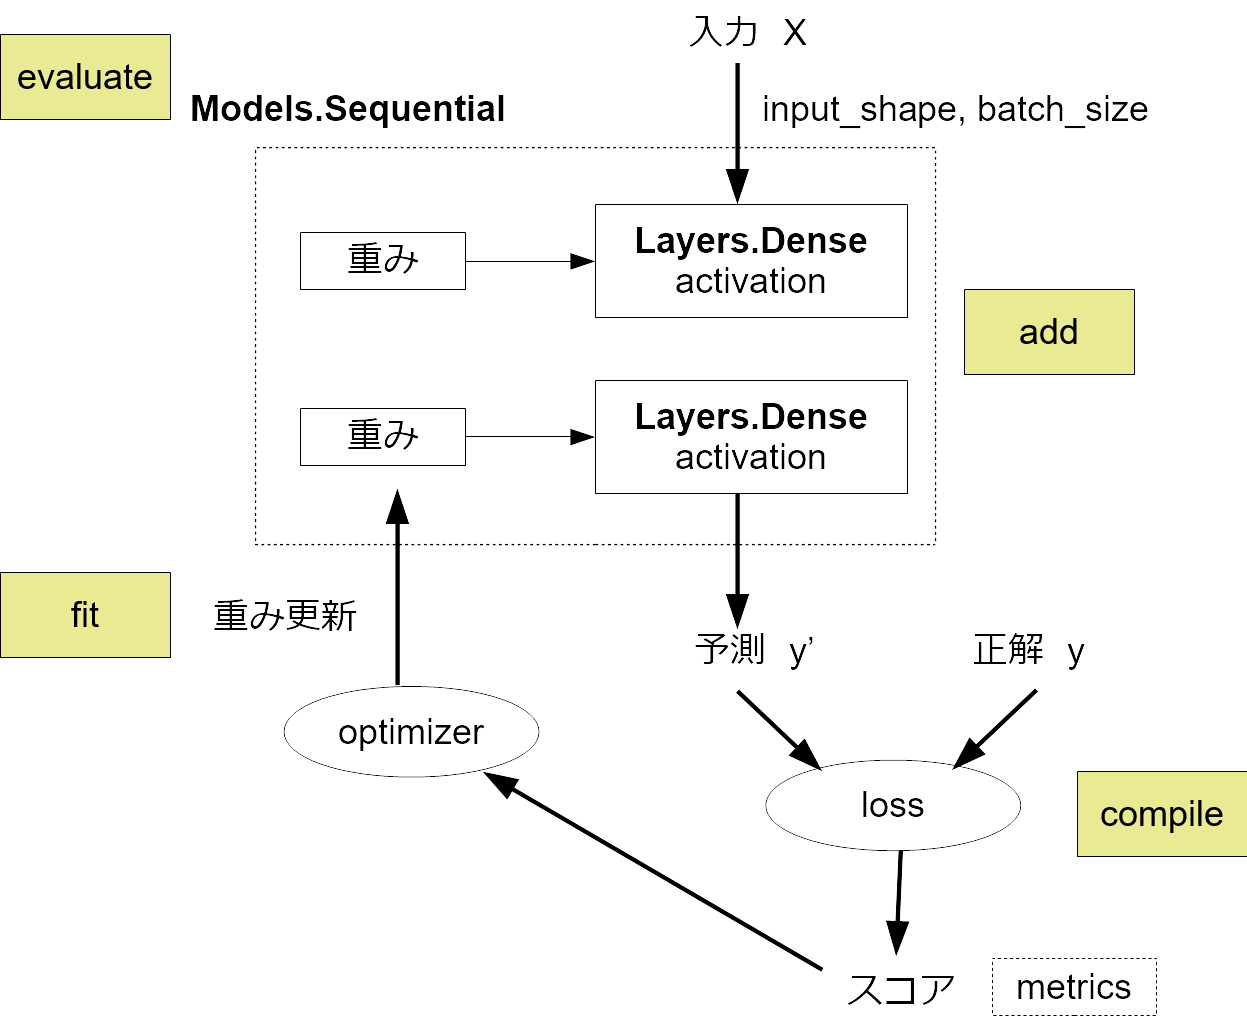 入力 X
evaluate
Models.Sequential
input_shape, batch_size
重み
Layers.Dense
activation
add
重み
Layers.Dense
activation
fit
重み更新
予測 y’
正解 y
optimizer
loss
compile
スコア
metrics